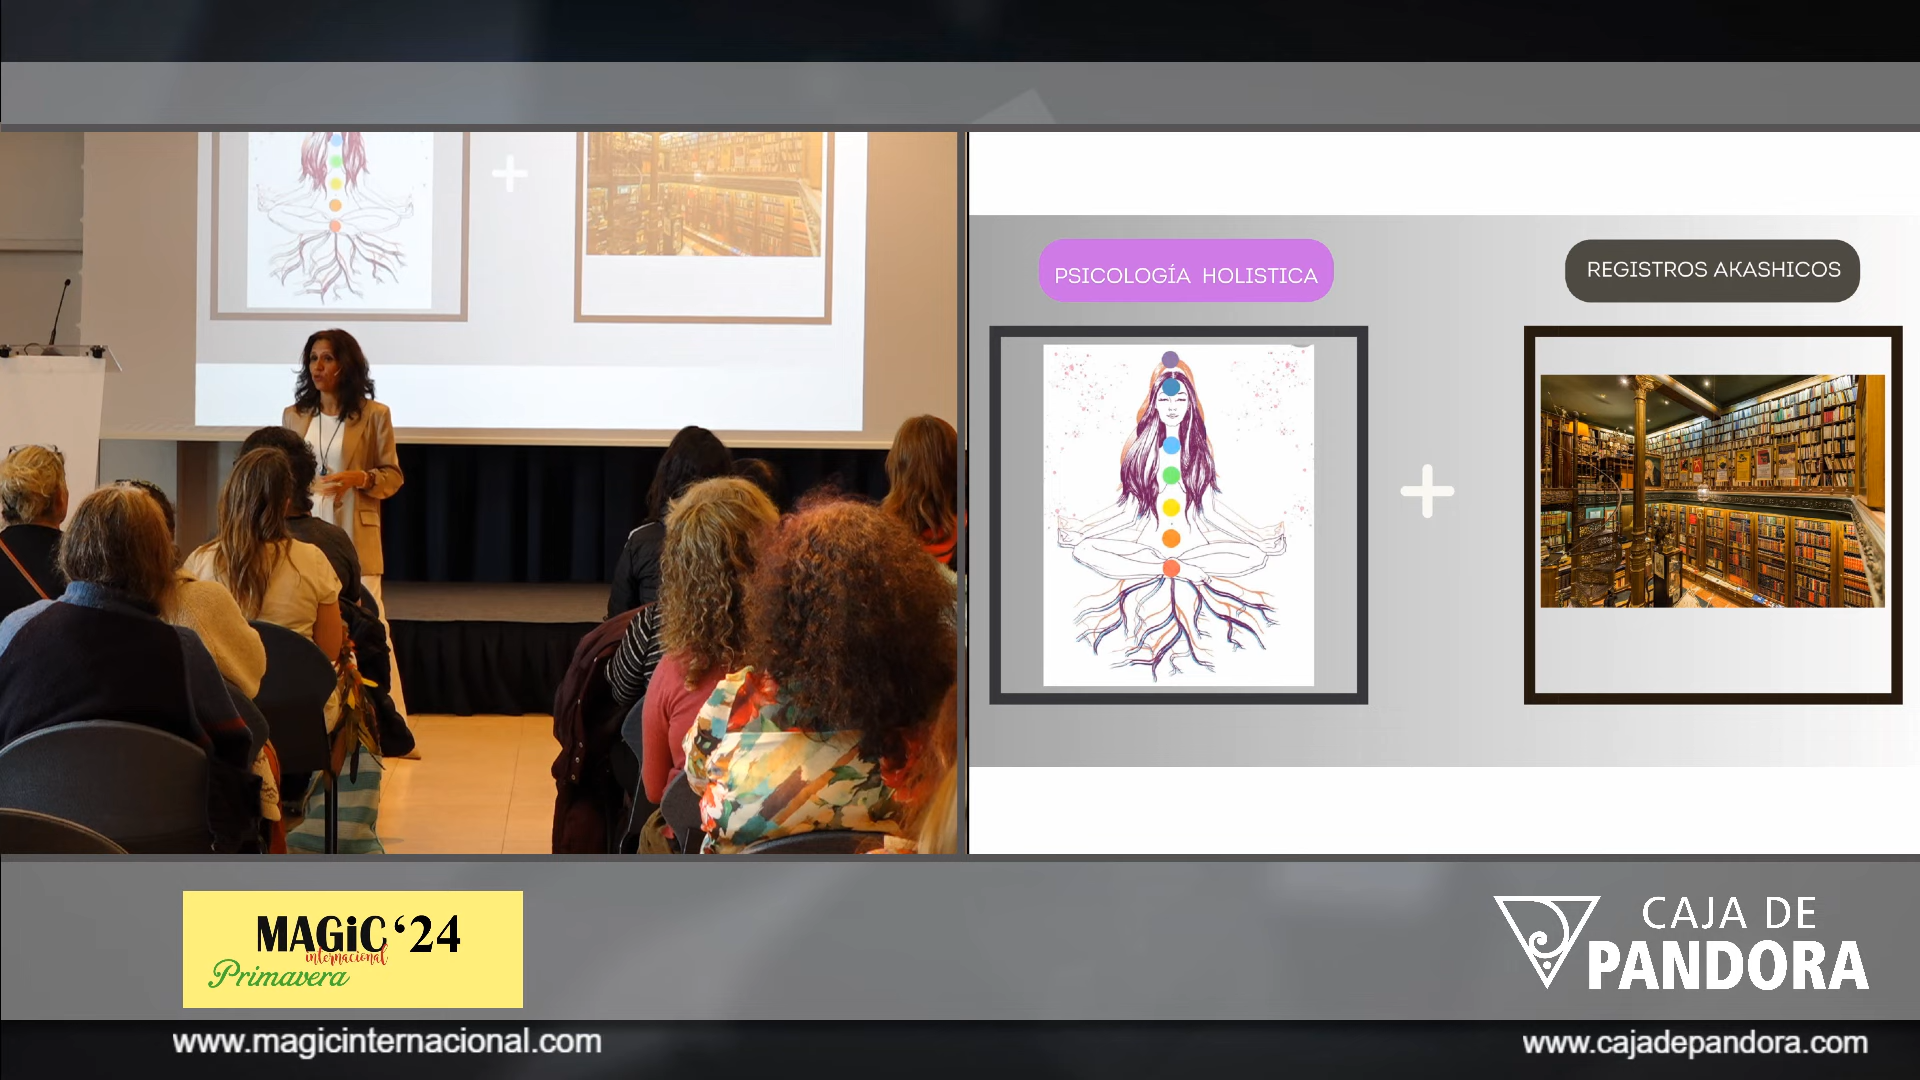 PSICOLOGÍA HOLISTICA
REGISTROS AKASHICOS
MAGiC '24
internacional
Primavera
CAJA DE
PANDORA
www.magicinternacional.com
www.cajadepandora.com